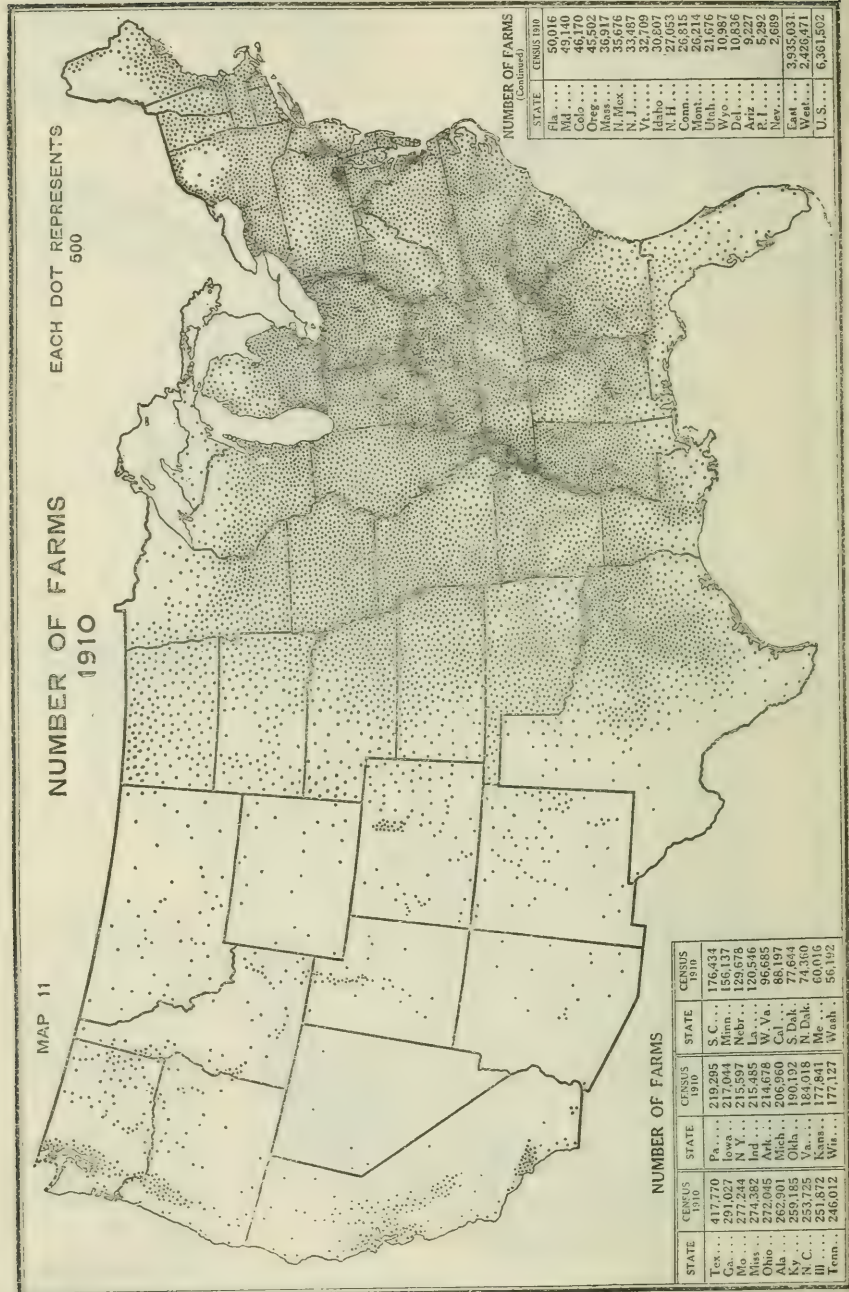 MAP 11
NUMBER OF FARMS
1910
EACH DOT REPRESENTS
500
NUMBER OF FARMS
STATE CENSUS 1910 STATE CENSUS 1910 STATE CENSUS 1910
Tex... 417,770 Pa.... 219,295 S. C... 176,434
Ga.... 291,027 Iowa.. 217,044 Minn.. 156,137
Mo... 277,244 N Y... 215,597 Nebr.. 129,678
Miss.. 274,382 Ind... 215,485 La.... 120,546
Ohio.. 272,045 Ark... 214,678 W. Va. 96,685
Ala... 262,901 Mich.. 206,960 Cal... 88,197
Ky.... 259,185 Okla.. 190,192 S. Dak. 77,644
N. C.. 253,725 Va.... 184,018 N. Dak. 74,360
Ill.... 251,872 Kans.. 177,841 Me... 60,016
Tenn.. 246,012 Wis... 177,127 Wash.. 56,192
NUMBER OF FARMS
(Continued)
STATE CENSUS 1910
Fla.... 50,016
Md.... 49,140
Colo... 46,170
Oreg... 45,502
Mass... 36,917
N. Mex. 35,676
N. J.... 33,487
Vt..... 32,709
Idaho.. 30,807
N. H... 27,053
Conn... 26,815
Mont... 26,214
Utah... 21,676
Wyo... 10,987
Del.... 10,836
Ariz... 9,227
R. I.... 5,292
Nev.... 2,689
East... 3,935,031
West... 2,426,471
U. S... 6,361,502